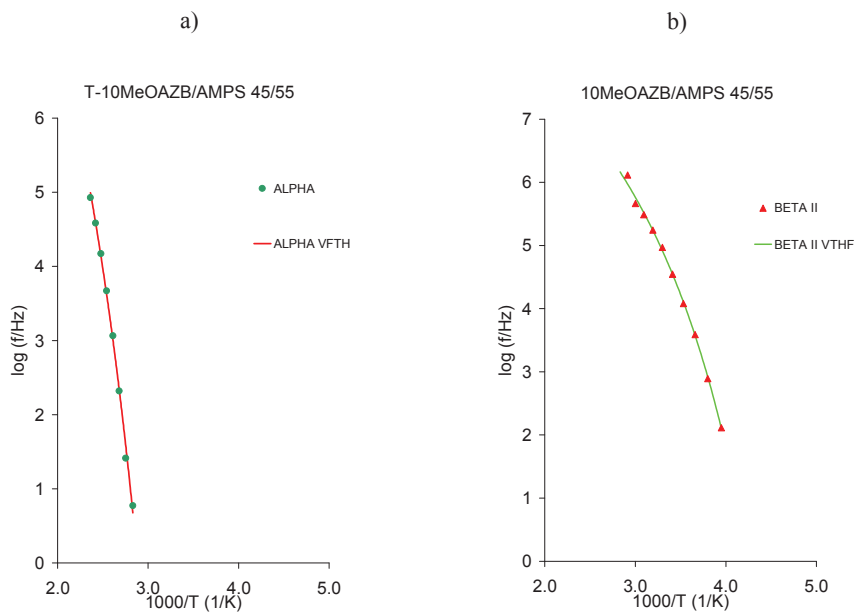 a)
T-10MeOAZB/AMPS 45/55
6
5
4
3
2
1
0
log (f/Hz)
2.0 3.0 4.0 5.0
1000/T (1/K)
ALPHA
ALPHA VFTH
b)
10MeOAZB/AMPS 45/55
7
6
5
4
3
2
1
0
log (f/Hz)
2.0 3.0 4.0 5.0
1000/T (1/K)
BETA II
BETA II VTHF